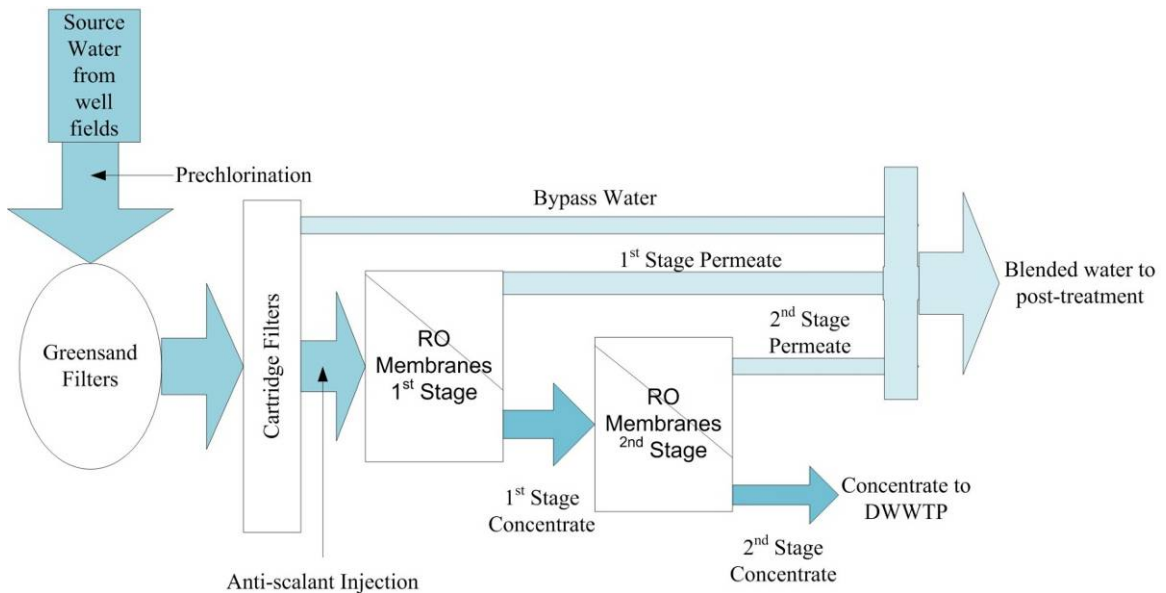 Source
Water
from
well
fields
Prechlorination
Greensand
Filters
Cartridge Filters
Anti-scalant Injection
Bypass Water
1st Stage Permeate
RO
Membranes
1st Stage
1st Stage
Concentrate
2nd Stage
Permeate
RO
Membranes
2nd Stage
2nd Stage
Concentrate
Concentrate to
DWWTP
Blended water to
post-treatment